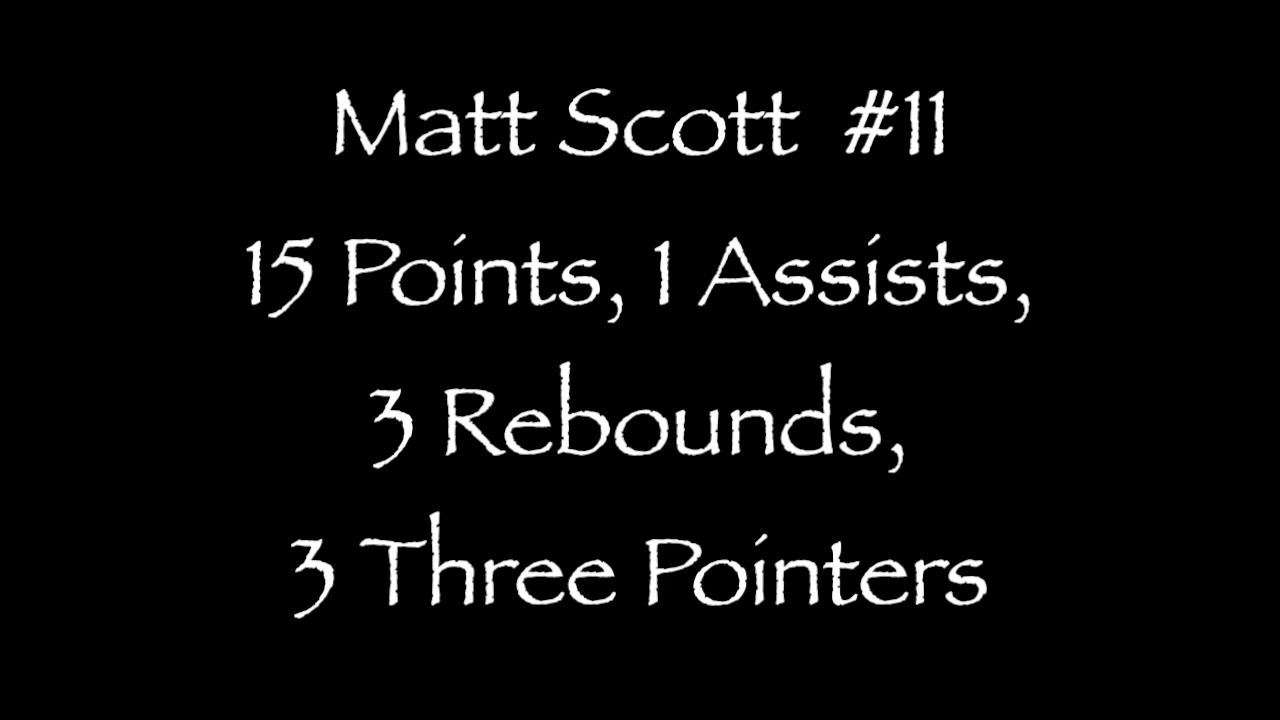 Matt Scott #11
15 Points, 1 Assists,
3 Rebounds,
3 Three Pointers